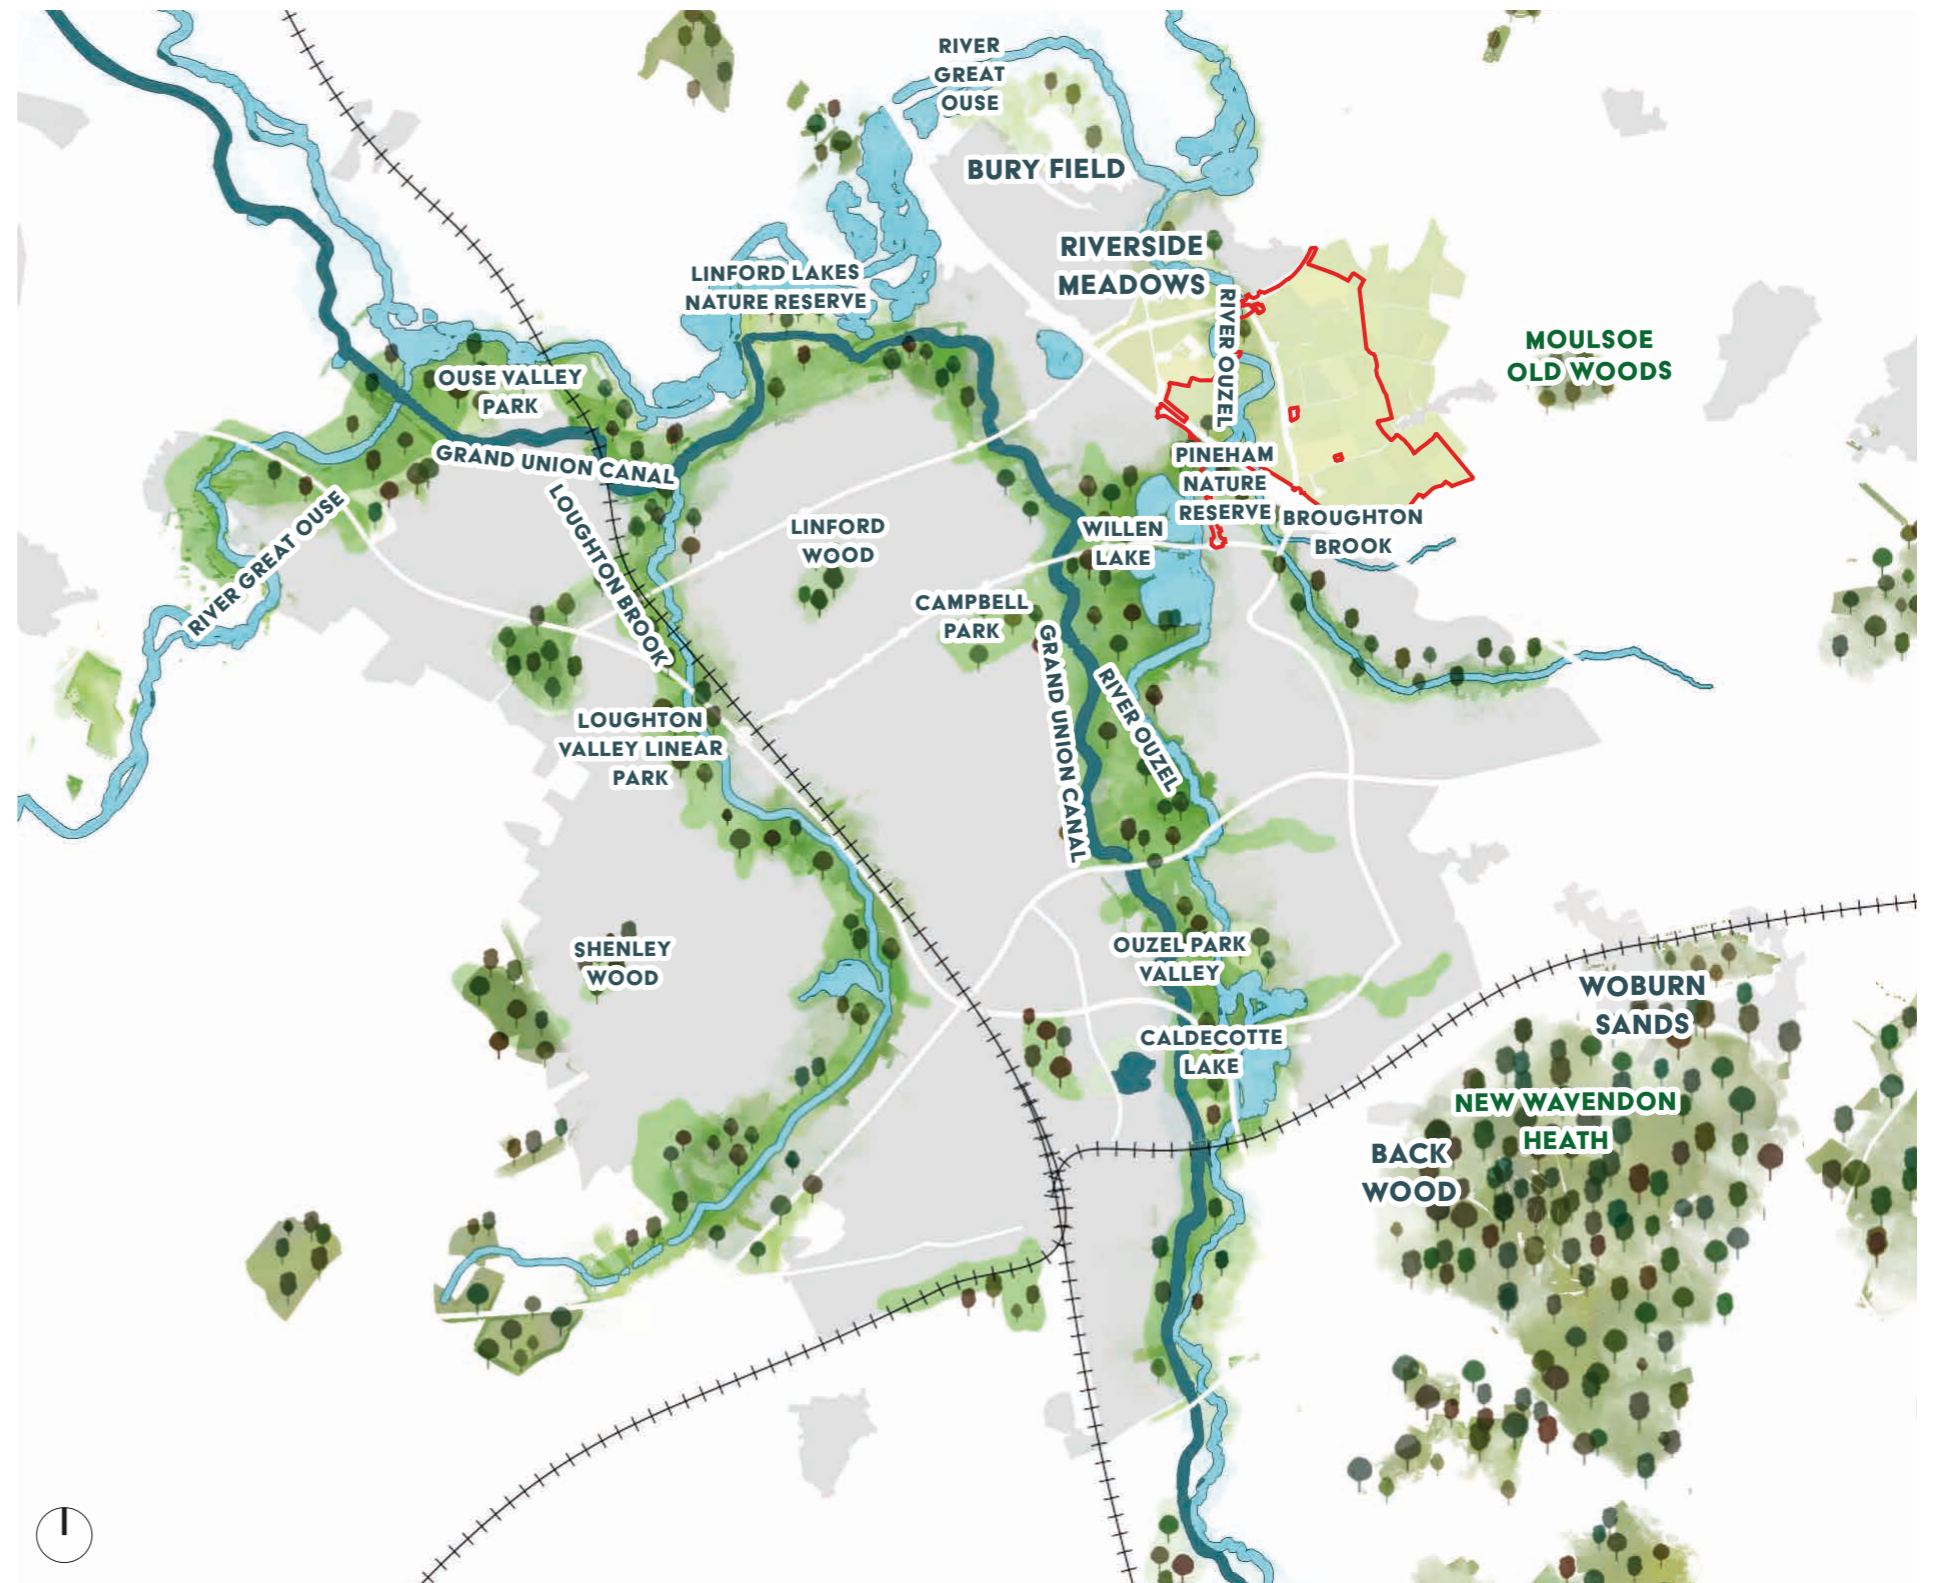 RIVER
GREAT
OUSE
BURY FIELD
RIVERSIDE
MEADOWS
LINFORD LAKES
NATURE RESERVE
RIVER OUZEL
MOULSOE
OLD WOODS
OUSE VALLEY
PARK
GRAND UNION CANAL
PINEHAM
NATURE
RESERVE
BROUGHTON
BROOK
RIVER GREAT OUSE
LOUGHTON BROOK
LINFORD
WOOD
WILLEN
LAKE
CAMPBELL
PARK
GRAND UNION CANAL
RIVER OUZEL
LOUGHTON
VALLEY LINEAR
PARK
SHENLEY
WOOD
OUZEL PARK
VALLEY
CALDECOTTE
LAKE
WOBURN
SANDS
NEW WAVENDON
HEATH
BACK
WOOD